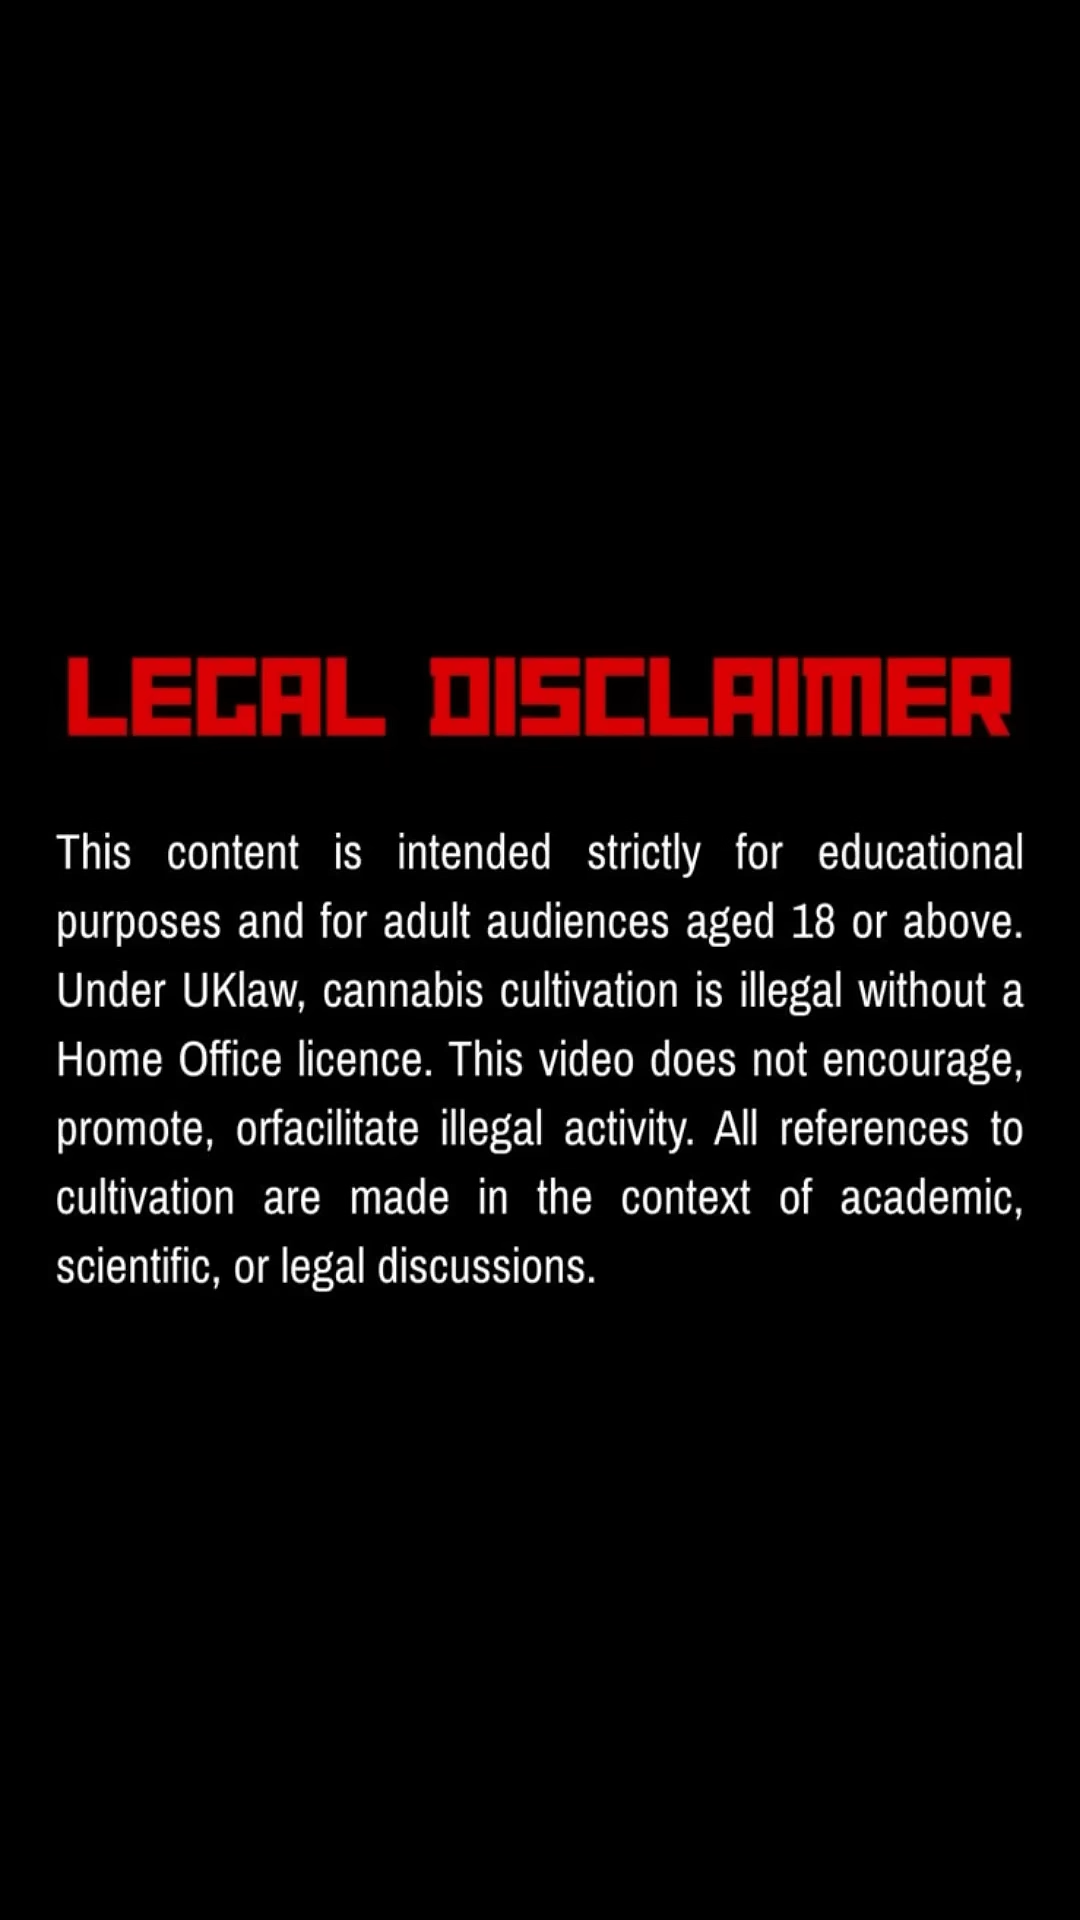 LEGAL DISCLAIMER
This content is intended strictly for educational
purposes and for adult audiences aged 18 or above.
Under UKlaw, cannabis cultivation is illegal without a
Home Office licence. This video does not encourage,
promote, orfacilitate illegal activity. All references to
cultivation are made in the context of academic,
scientific, or legal discussions.